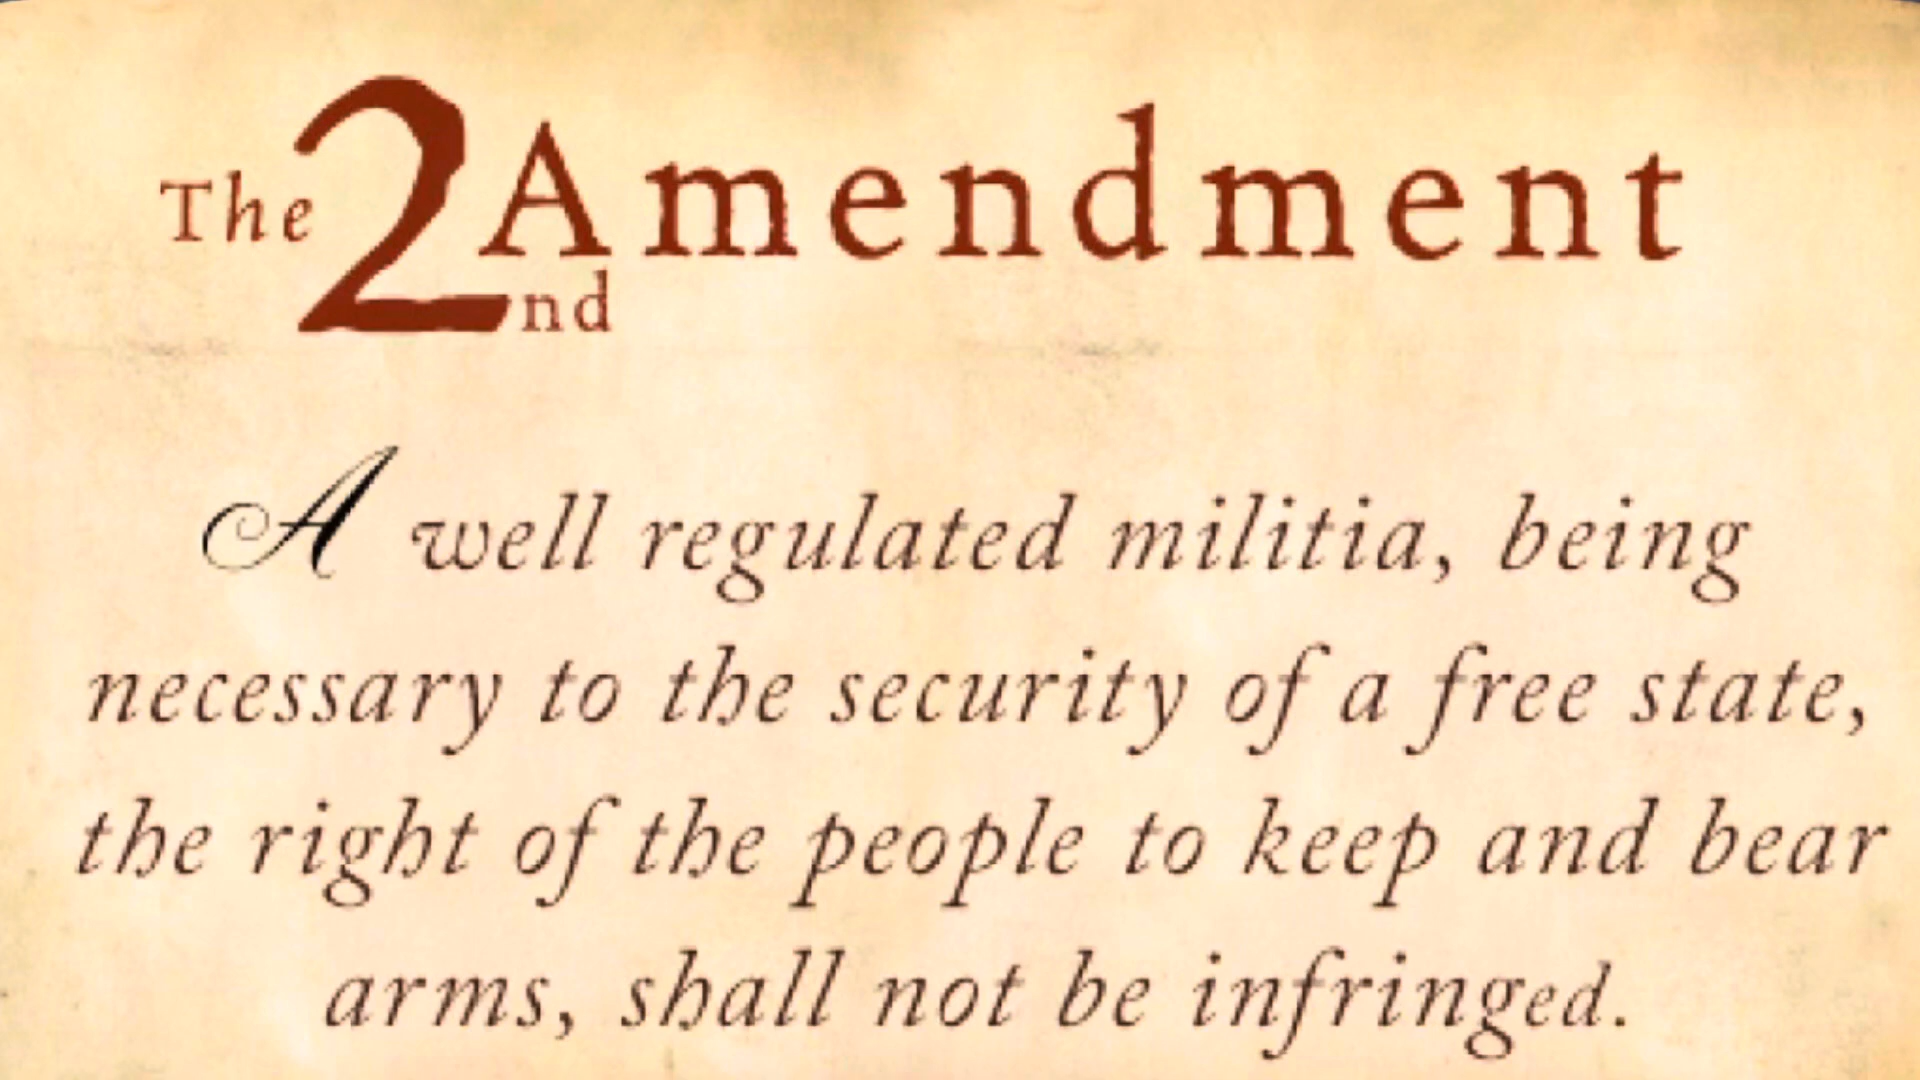 The 2nd Amendment
A well regulated militia, being
necessary to the security of a free state,
the right of the people to keep and bear
arms, shall not be infringed.